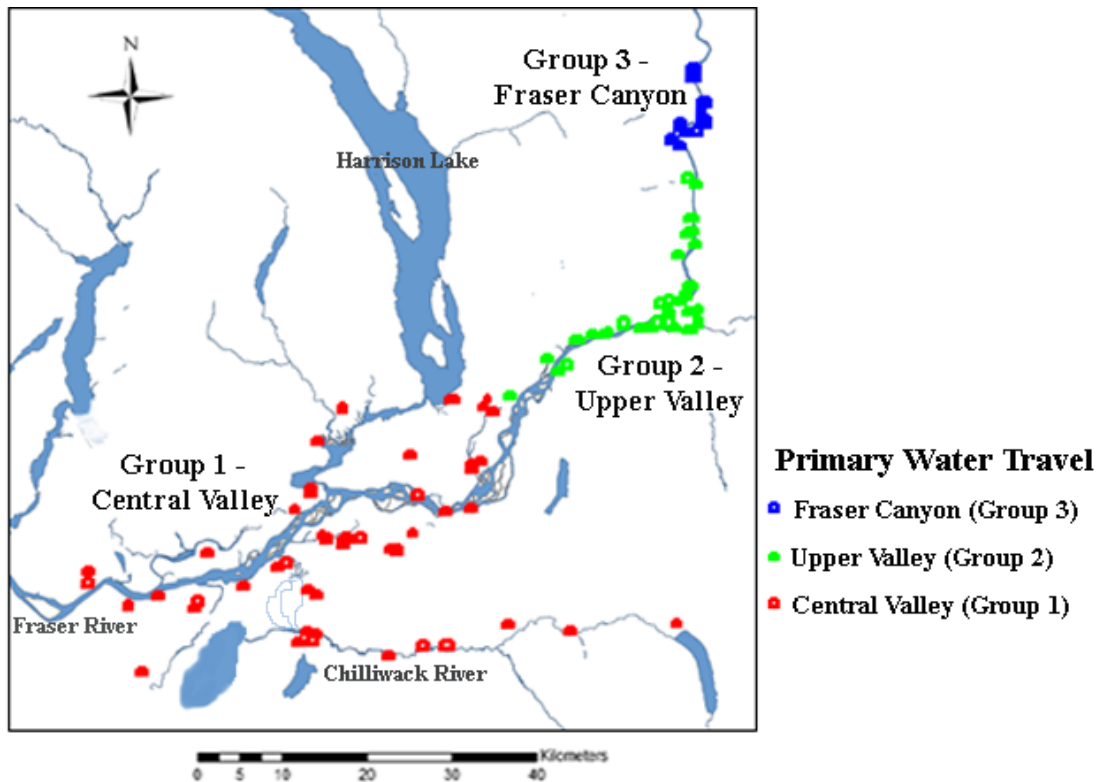 N
Group 3 -
Fraser Canyon
Harrison Lake
Group 2 -
Upper Valley
Group 1 -
Central Valley
Primary Water Travel
Fraser Canyon (Group 3)
Upper Valley (Group 2)
Central Valley (Group 1)
Fraser River
Chilliwack River
Kilometers
0 5 10 20 30 40